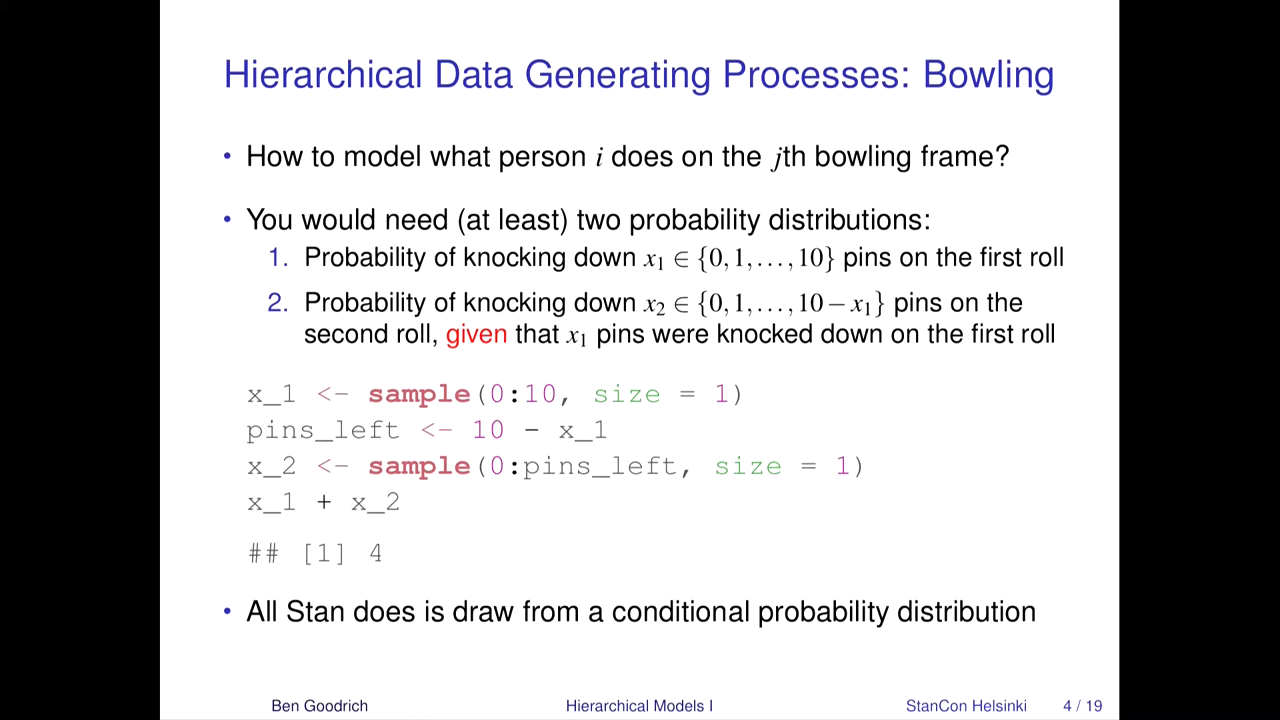 Hierarchical Data Generating Processes: Bowling
• How to model what person i does on the jth bowling frame?
• You would need (at least) two probability distributions:
1. Probability of knocking down x₁ ∈ {0, 1, . . . , 10} pins on the first roll
2. Probability of knocking down x₂ ∈ {0, 1, . . . , 10 − x₁} pins on the
second roll, given that x₁ pins were knocked down on the first roll
x_1 <- sample(0:10, size = 1)
pins_left <- 10 - x_1
x_2 <- sample(0:pins_left, size = 1)
x_1 + x_2
## [1] 4
• All Stan does is draw from a conditional probability distribution
Ben Goodrich Hierarchical Models I StanCon Helsinki 4 / 19